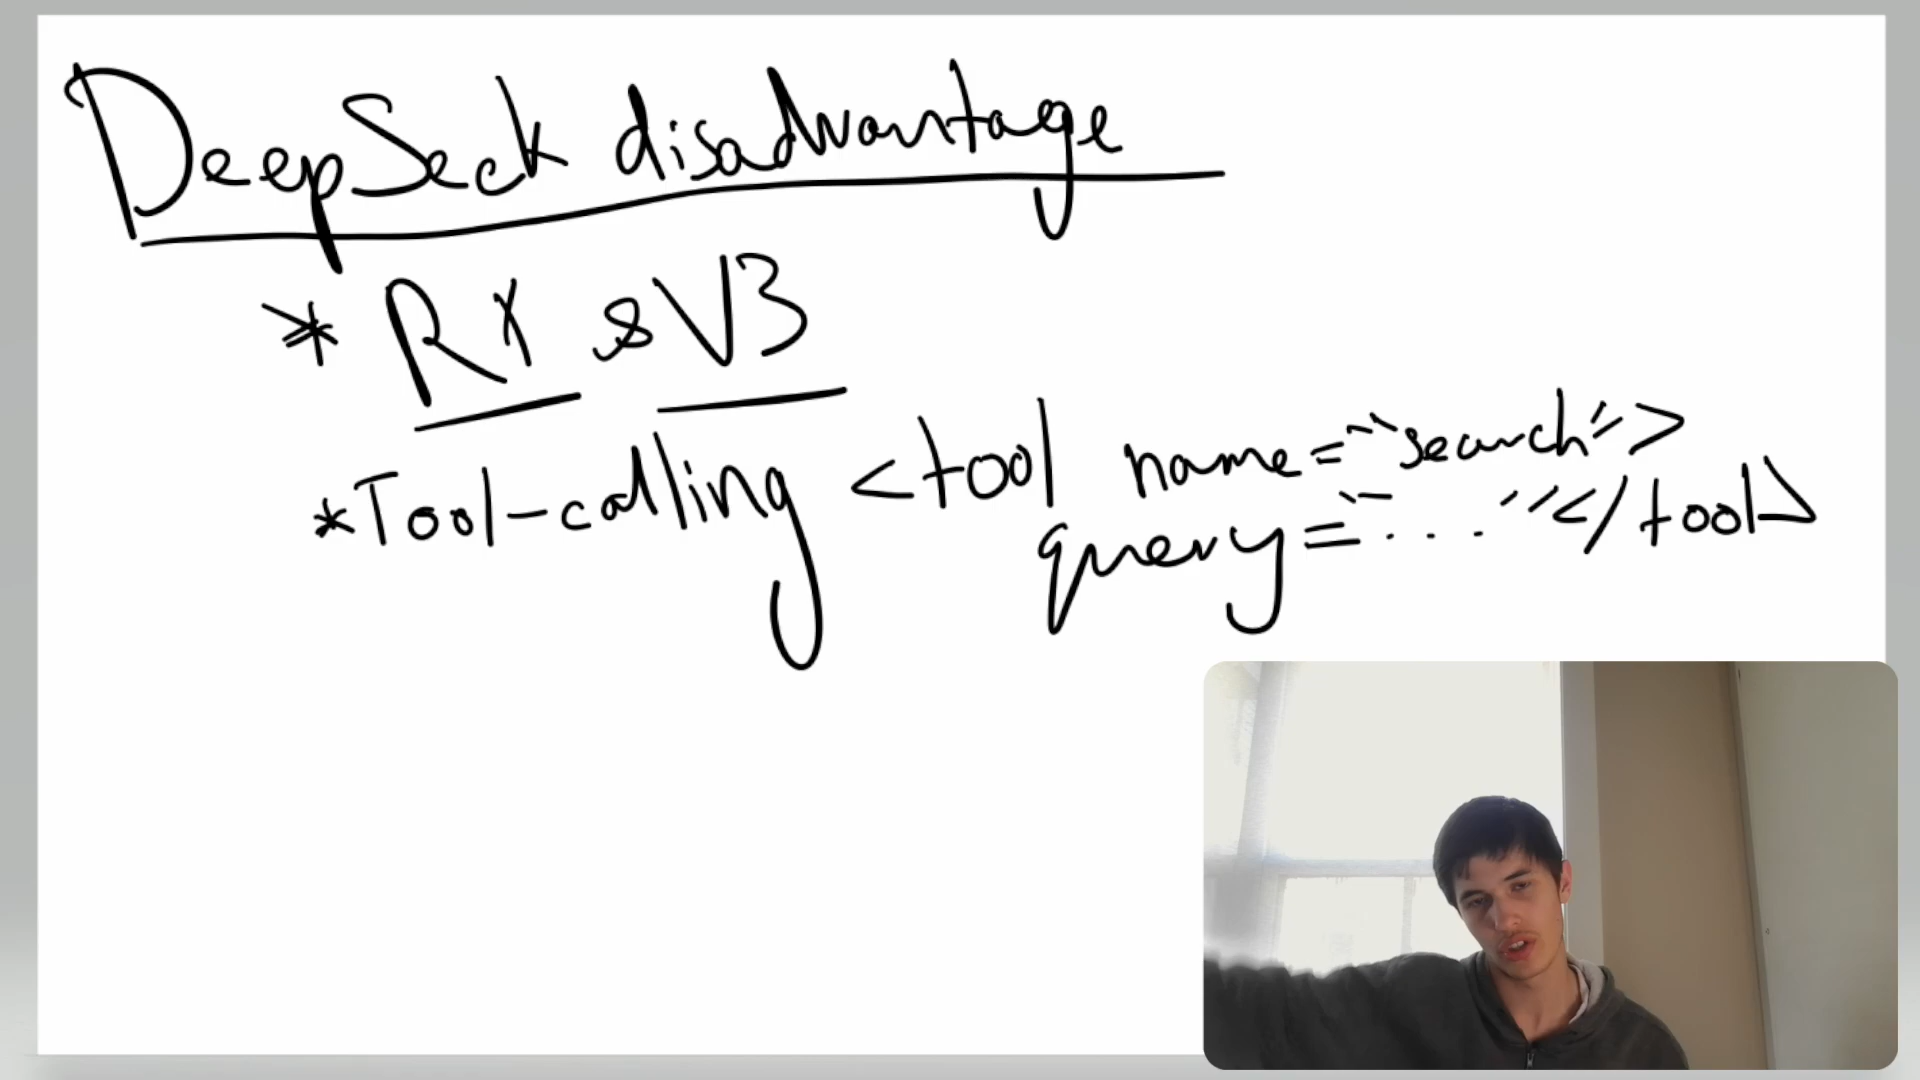 DeepSeek disadvantage
* R1 & V3
* Tool-calling <tool name="search">
query="..."</tool>